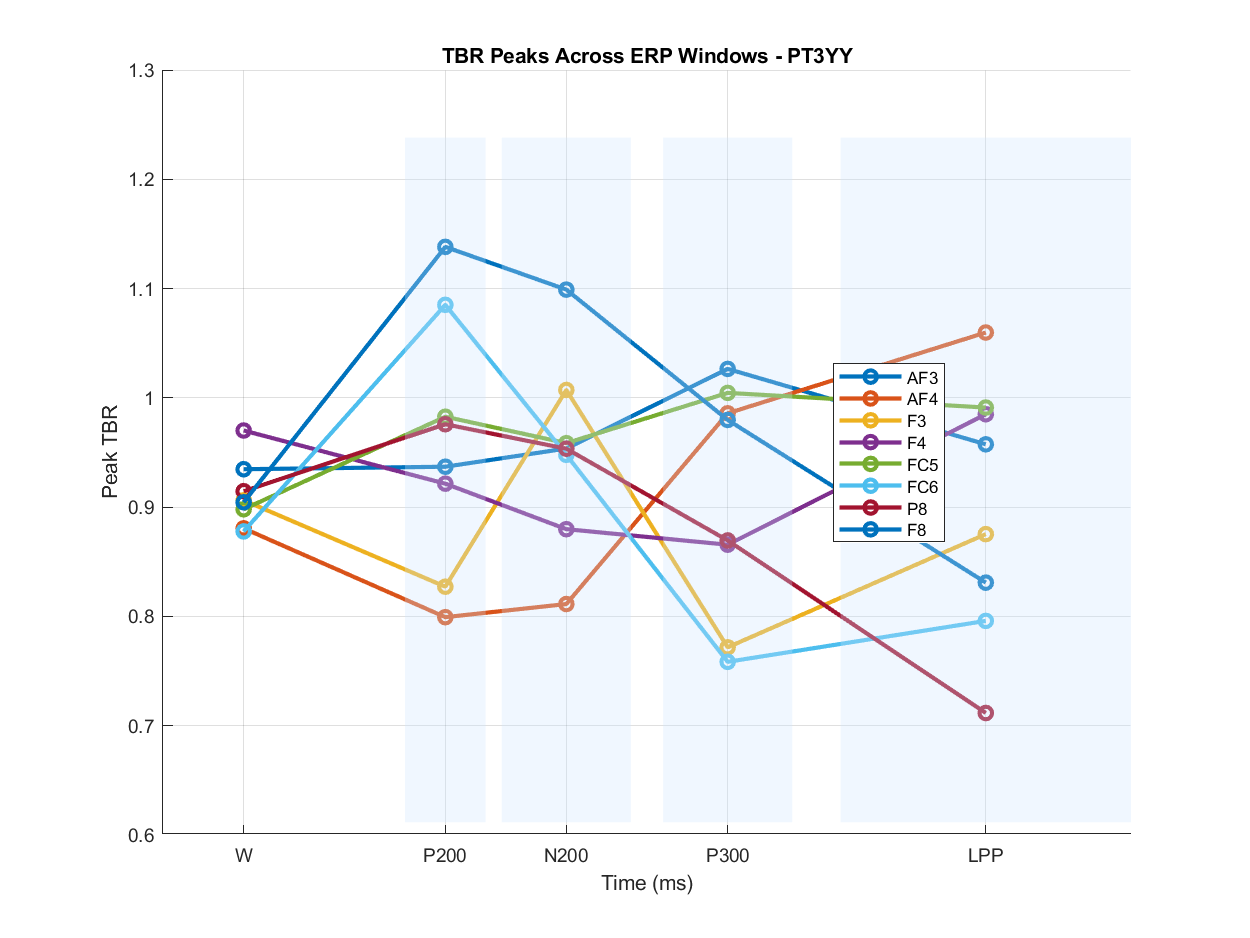 TBR Peaks Across ERP Windows - PT3YY
1.3
1.2
1.1
1
0.9
0.8
0.7
0.6
Peak TBR
AF3
AF4
F3
F4
FC5
FC6
P8
F8
W P200 N200 P300 LPP
Time (ms)